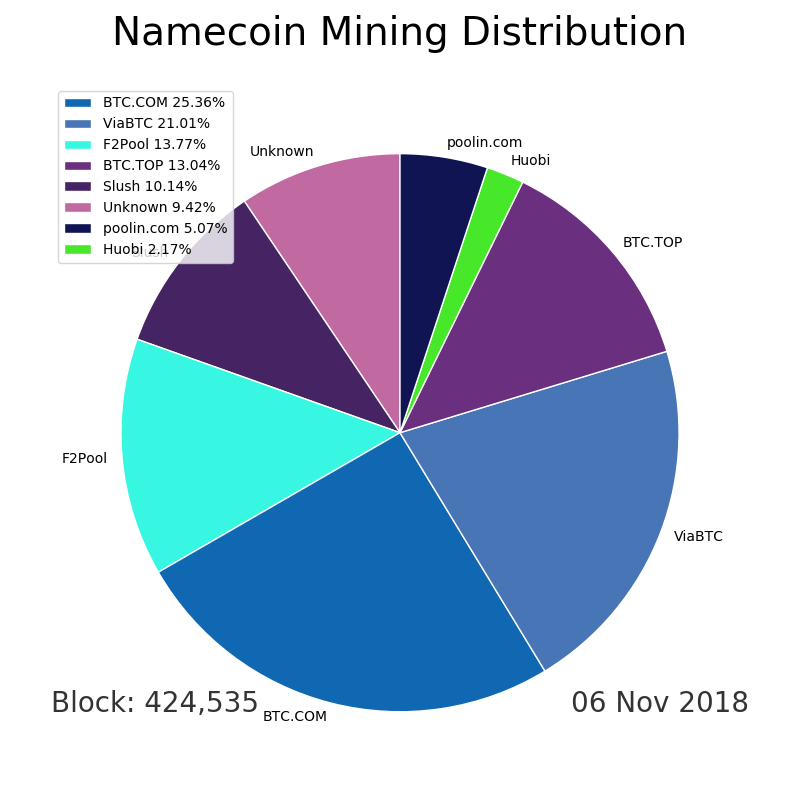 Namecoin Mining Distribution
BTC.COM 25.36%
ViaBTC 21.01%
F2Pool 13.77%
BTC.TOP 13.04%
Slush 10.14%
Unknown 9.42%
poolin.com 5.07%
Huobi 2.17%
Unknown
poolin.com
Huobi
BTC.TOP
Slush
F2Pool
ViaBTC
BTC.COM
Block: 424,535
06 Nov 2018